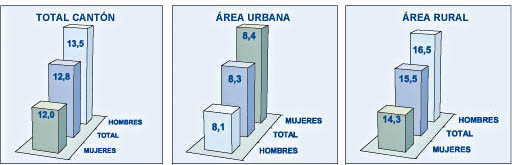 TOTAL CANTÓN
13,5
12,8
12,0
HOMBRES
TOTAL
MUJERES
ÁREA URBANA
8,4
8,3
8,1
MUJERES
TOTAL
HOMBRES
ÁREA RURAL
16,5
15,5
14,3
HOMBRES
TOTAL
MUJERES